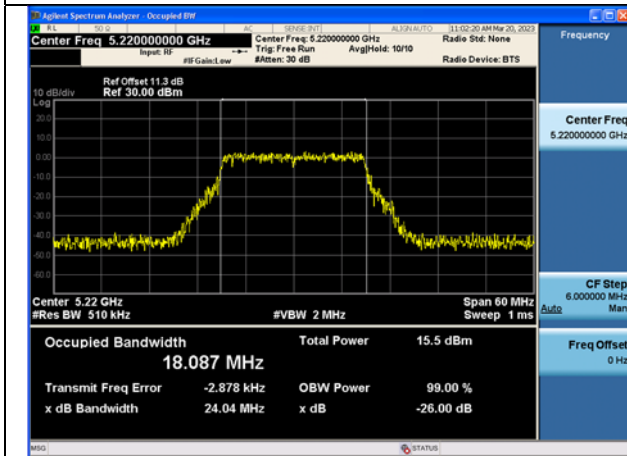 Agilent Spectrum Analyzer - Occupied BW
RL 50 Ω AC SENSE:INT ALIGN AUTO 11:02:20 AM Mar 20, 2023
Center Freq 5.220000000 GHz Center Freq: 5.220000000 GHz Radio Std: None
Input: RF Trig: Free Run Avg|Hold: 10/10
#IFGain:Low #Atten: 30 dB Radio Device: BTS
Ref Offset 11.3 dB
10 dB/div Ref 30.00 dBm
Log
20.0
10.0
0.00
-10.0
-20.0
-30.0
-40.0
-50.0
-60.0
Center 5.22 GHz Span 60 MHz
#Res BW 510 kHz #VBW 2 MHz Sweep 1 ms
Occupied Bandwidth Total Power 15.5 dBm
18.087 MHz
Transmit Freq Error -2.878 kHz OBW Power 99.00 %
x dB Bandwidth 24.04 MHz x dB -26.00 dB
MSG STATUS
Frequency
Center Freq
5.220000000 GHz
CF Step
6.000000 MHz
Auto Man
Freq Offset
0 Hz